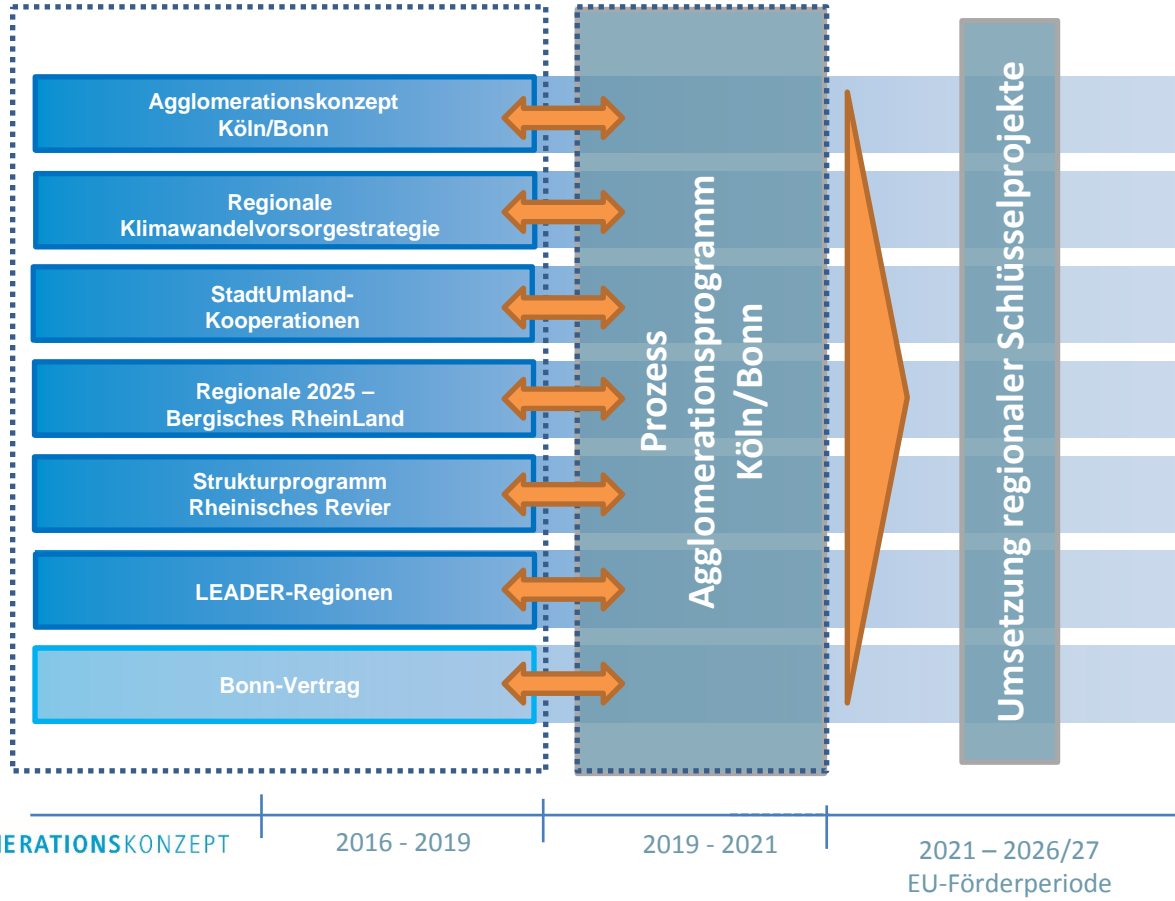 Agglomerationskonzept
Köln/Bonn
Regionale
Klimawandelvorsorgestrategie
StadtUmland-
Kooperationen
Regionale 2025 –
Bergisches RheinLand
Strukturprogramm
Rheinisches Revier
LEADER-Regionen
Bonn-Vertrag
Prozess
Agglomerationsprogramm
Köln/Bonn
Umsetzung regionaler Schlüsselprojekte
ERATIONSKONZEPT
2016 - 2019
2019 - 2021
2021 – 2026/27
EU-Förderperiode